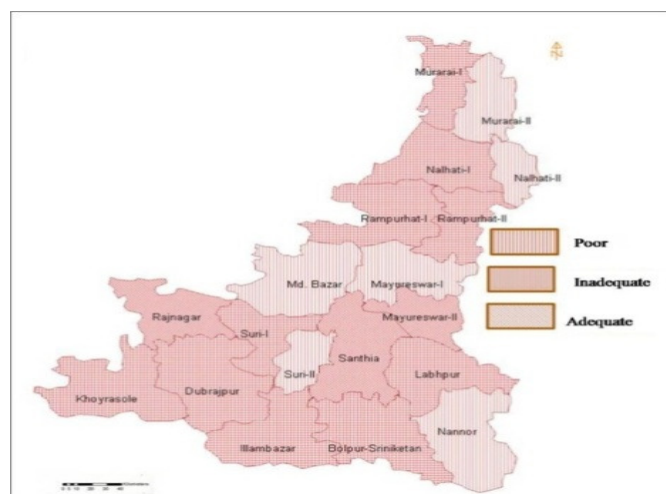 Murarai-I
Murarai-II
Nalhati-I
Nalhati-II
Rampurhat-I
Rampurhat-II
Poor
Md. Bazar
Mayureswar-I
Inadequate
Rajnagar
Mayureswar-II
Suri-I
Adequate
Santhia
Suri-II
Labhpur
Dubrajpur
Khoyrasole
Nannor
Illambazar
Bolpur-Sriniketan